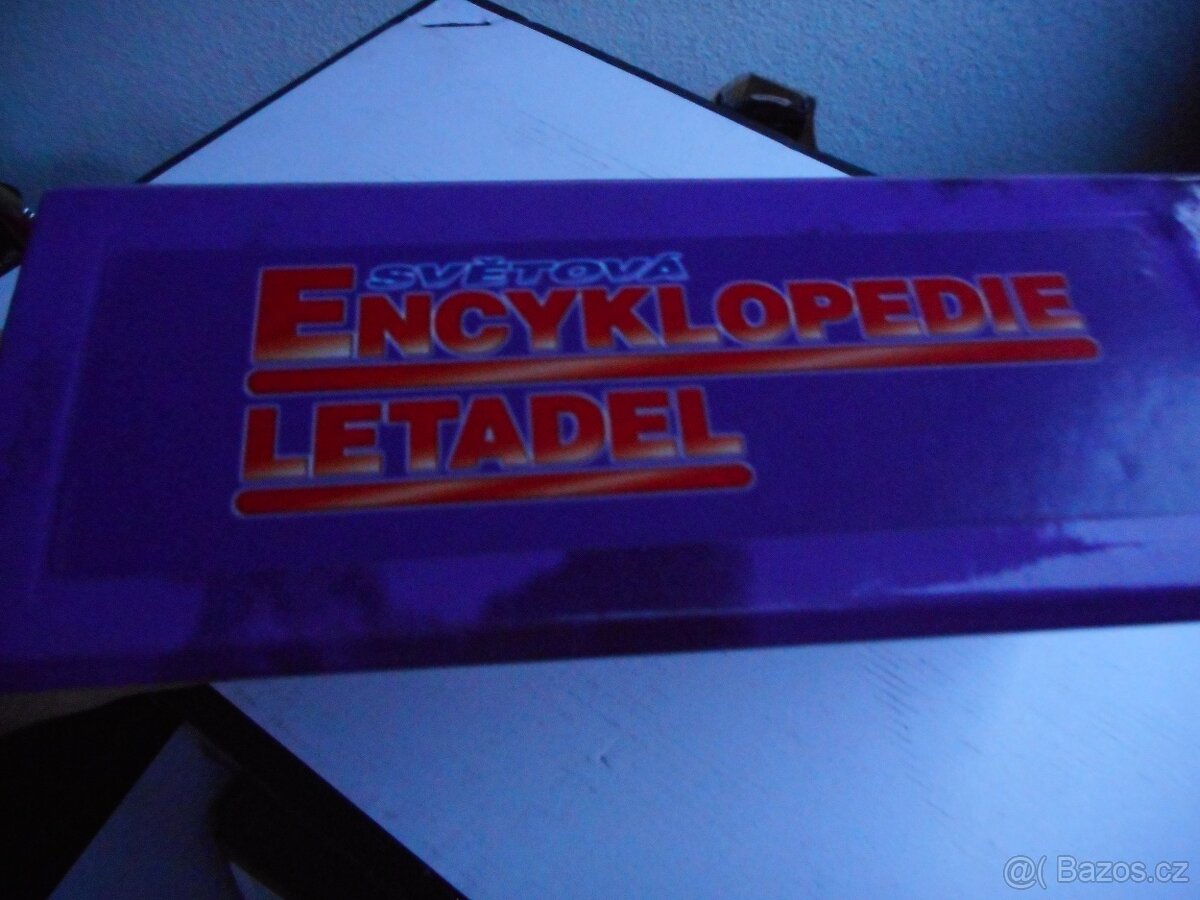 SVĚTOVÁ
ENCYKLOPEDIE
LETADEL
@( Bazos.cz